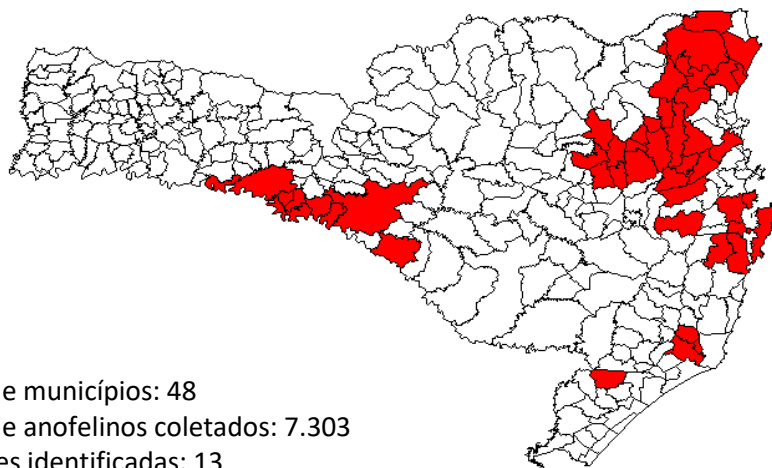 e municípios: 48
e anofelinos coletados: 7.303
es identificadas: 13